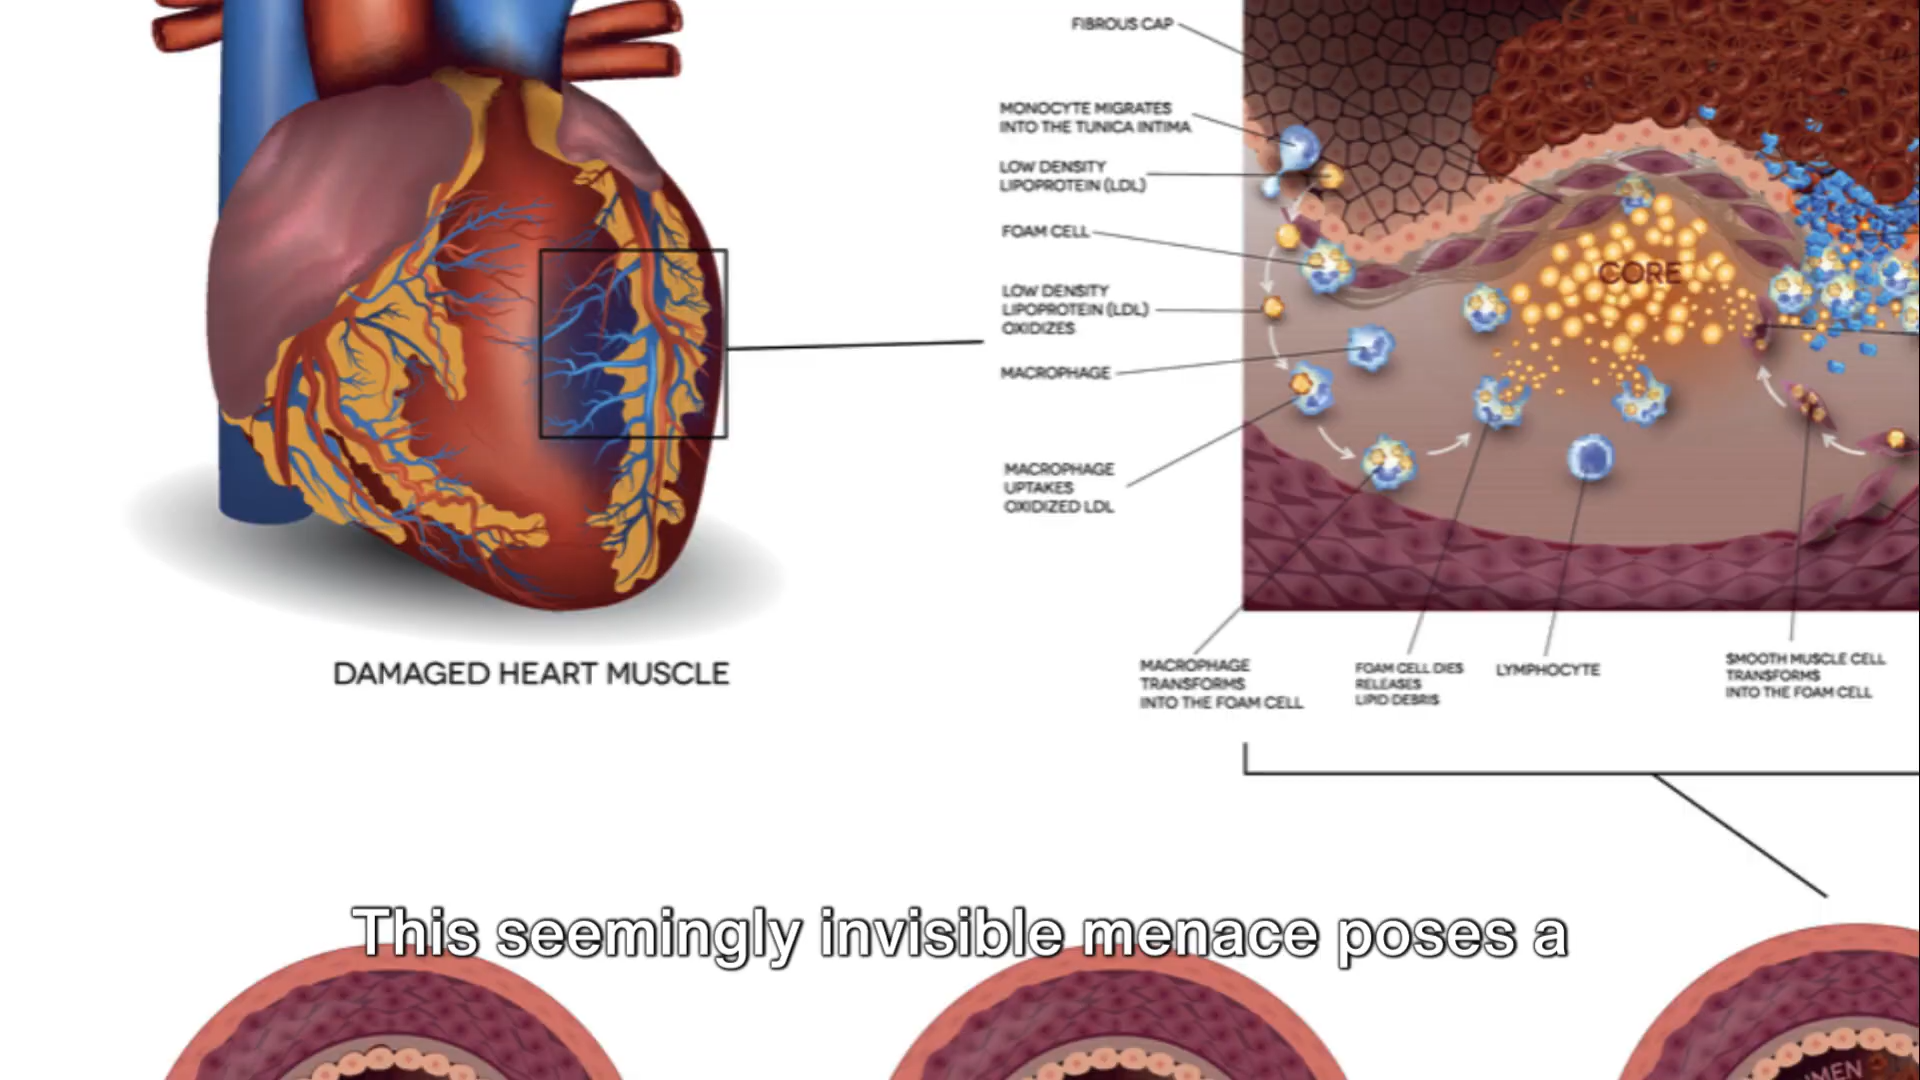 FIBROUS CAP
MONOCYTE MIGRATES
INTO THE TUNICA INTIMA
LOW DENSITY
LIPOPROTEIN (LDL)
FOAM CELL
LOW DENSITY
LIPOPROTEIN (LDL)
OXIDIZES
MACROPHAGE
MACROPHAGE
UPTAKES
OXIDIZED LDL
CORE
DAMAGED HEART MUSCLE
MACROPHAGE
TRANSFORMS
INTO THE FOAM CELL
FOAM CELL DIES
RELEASES
LIPID DEBRIS
LYMPHOCYTE
SMOOTH MUSCLE CELL
TRANSFORMS
INTO THE FOAM CELL
This seemingly invisible menace poses a